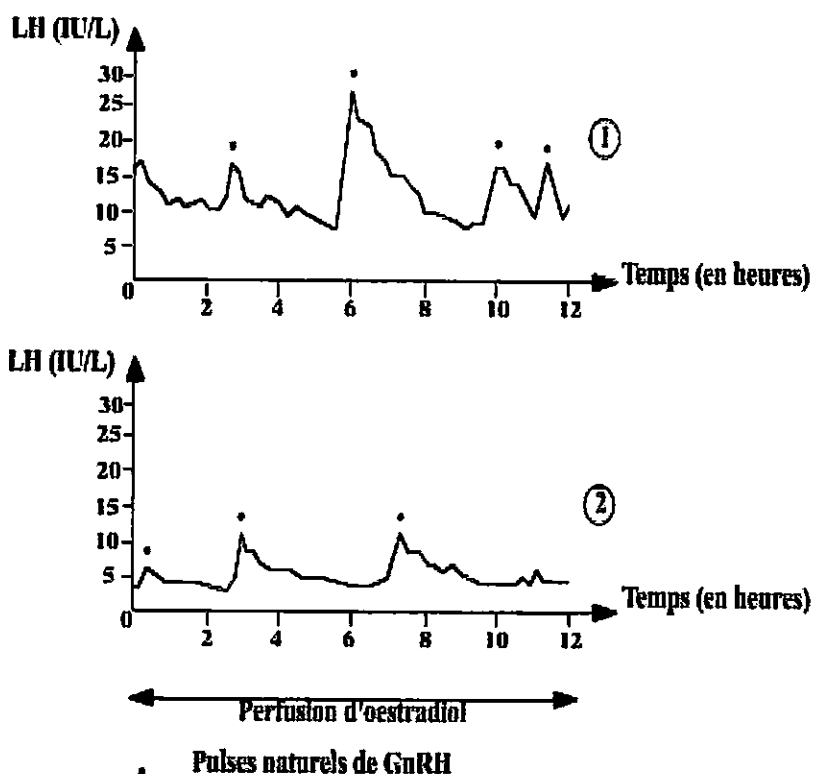 LH (IU/L)
30
25
20
15
10
5
0
2 4 6 8 10 12
Temps (en heures)
1
LH (IU/L)
30
25
20
15
10
5
0
2 4 6 8 10 12
Temps (en heures)
2
Perfusion d'oestradiol
Pulses naturels de GnRH